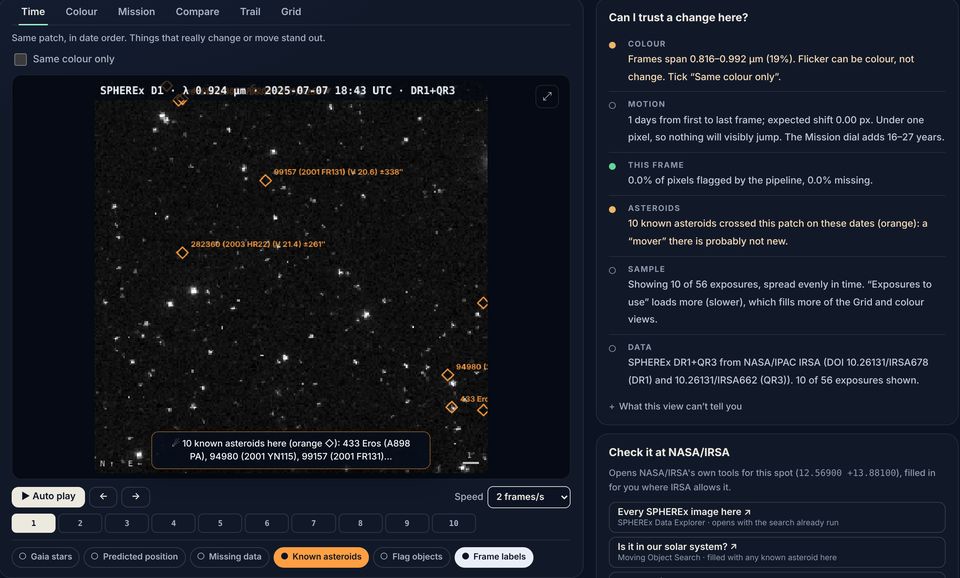 Time Colour Mission Compare Trail Grid
Same patch, in date order. Things that really change or move stand out.
Same colour only
SPHEREx D1 · λ 0.924 µm · 2025-07-07 18:43 UTC · DR1+QR3
99157 (2001 FR131) (V 20.6) ±338"
282360 (2003 HR22) (V 21.4) ±261"
94980 (2
433 Ero
10 known asteroids here (orange ◇): 433 Eros (A898
PA), 94980 (2001 YN115), 99157 (2001 FR131)...
N ↑ E ←
1'
▶ Auto play ← →
Speed 2 frames/s
1 2 3 4 5 6 7 8 9 10
Gaia stars Predicted position Missing data Known asteroids Flag objects Frame labels
Can I trust a change here?
COLOUR
Frames span 0.816–0.992 µm (19%). Flicker can be colour, not
change. Tick “Same colour only”.
MOTION
1 days from first to last frame; expected shift 0.00 px. Under one
pixel, so nothing will visibly jump. The Mission dial adds 16–27 years.
THIS FRAME
0.0% of pixels flagged by the pipeline, 0.0% missing.
ASTEROIDS
10 known asteroids crossed this patch on these dates (orange): a
“mover” there is probably not new.
SAMPLE
Showing 10 of 56 exposures, spread evenly in time. “Exposures to
use” loads more (slower), which fills more of the Grid and colour
views.
DATA
SPHEREx DR1+QR3 from NASA/IPAC IRSA (DOI 10.26131/IRSA678
(DR1) and 10.26131/IRSA662 (QR3)). 10 of 56 exposures shown.
+ What this view can’t tell you
Check it at NASA/IRSA
Opens NASA/IRSA's own tools for this spot (12.56900 +13.88100), filled in
for you where IRSA allows it.
Every SPHEREx image here ↗
SPHEREx Data Explorer · opens with the search already run
Is it in our solar system? ↗
Moving Object Search · filled with any known asteroid here